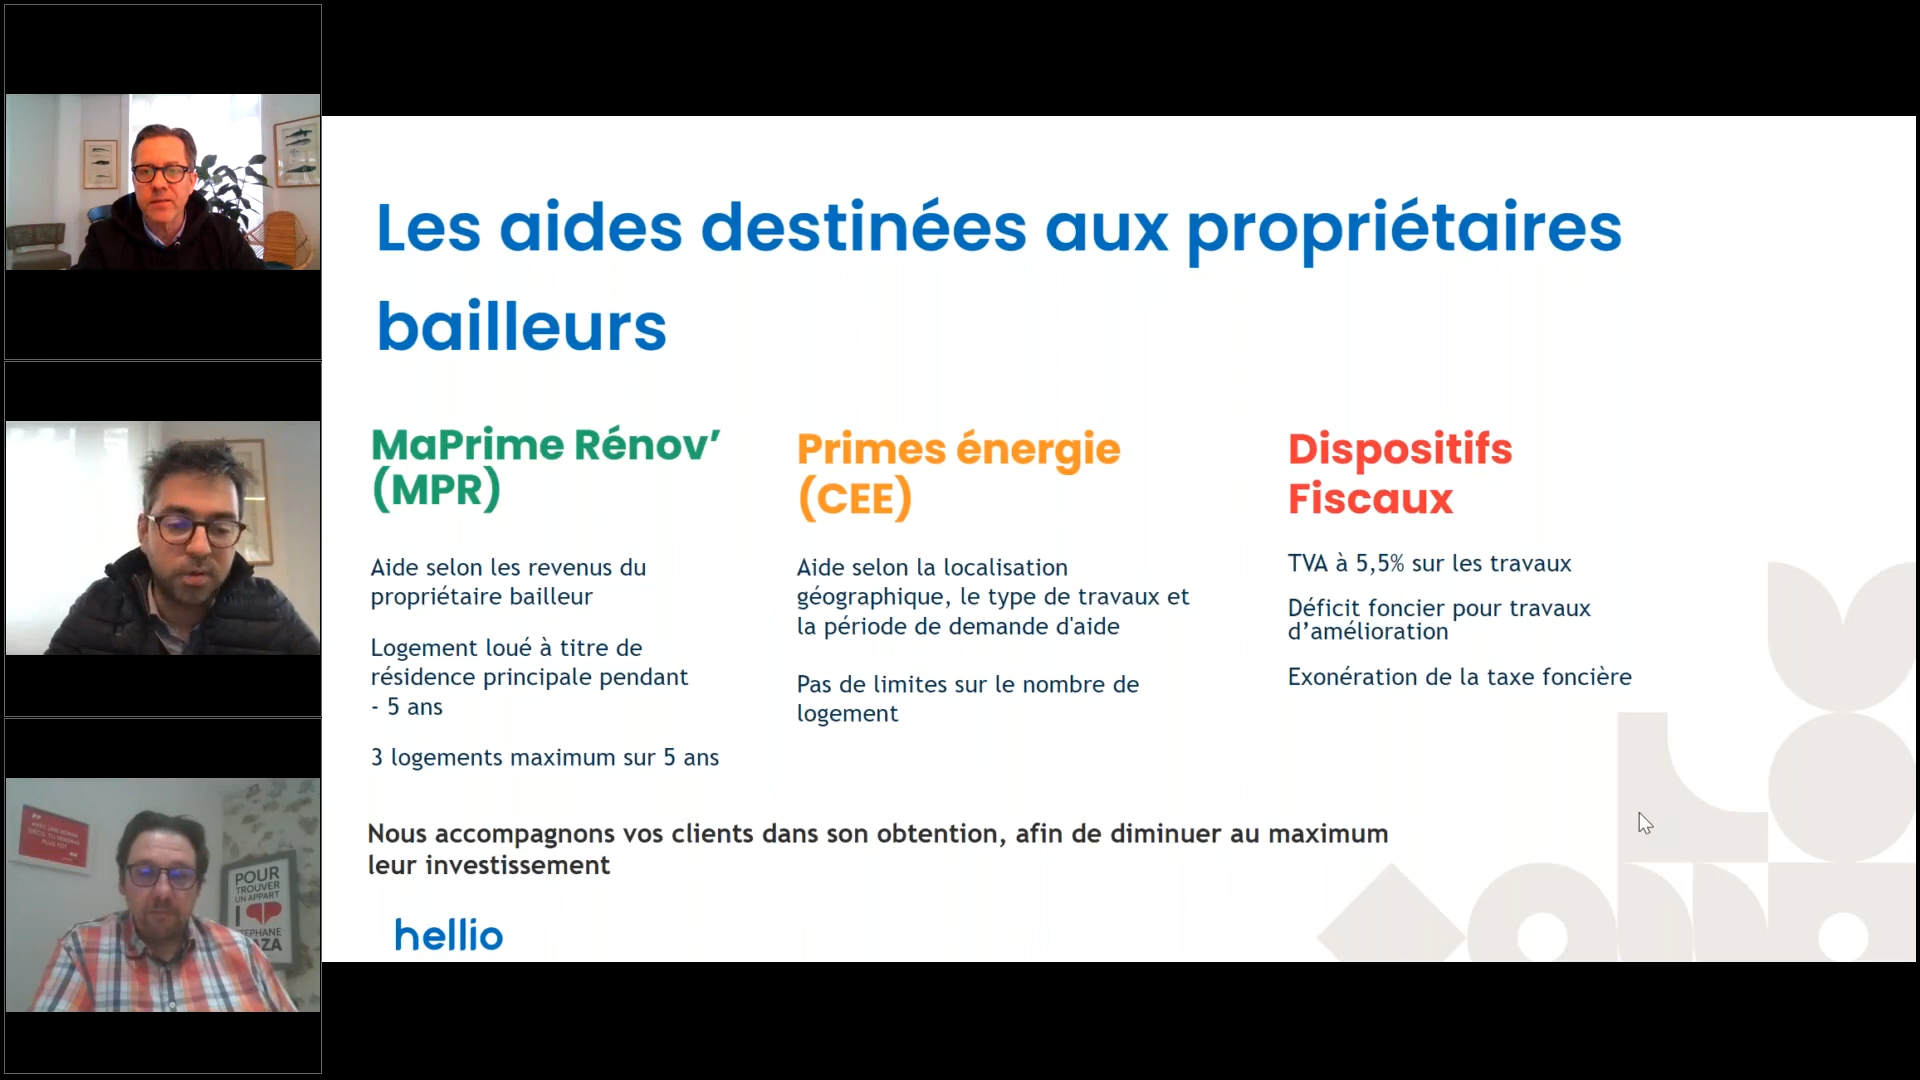 Les aides destinées aux propriétaires
bailleurs
MaPrime Rénov’
(MPR)
Aide selon les revenus du
propriétaire bailleur
Logement loué à titre de
résidence principale pendant
- 5 ans
3 logements maximum sur 5 ans
Primes énergie
(CEE)
Aide selon la localisation
géographique, le type de travaux et
la période de demande d'aide
Pas de limites sur le nombre de
logement
Dispositifs
Fiscaux
TVA à 5,5% sur les travaux
Déficit foncier pour travaux
d’amélioration
Exonération de la taxe foncière
Nous accompagnons vos clients dans son obtention, afin de diminuer au maximum
leur investissement
hellio
POUR
TROUVER
UN APPART
I
STEPHANE
PLAZA